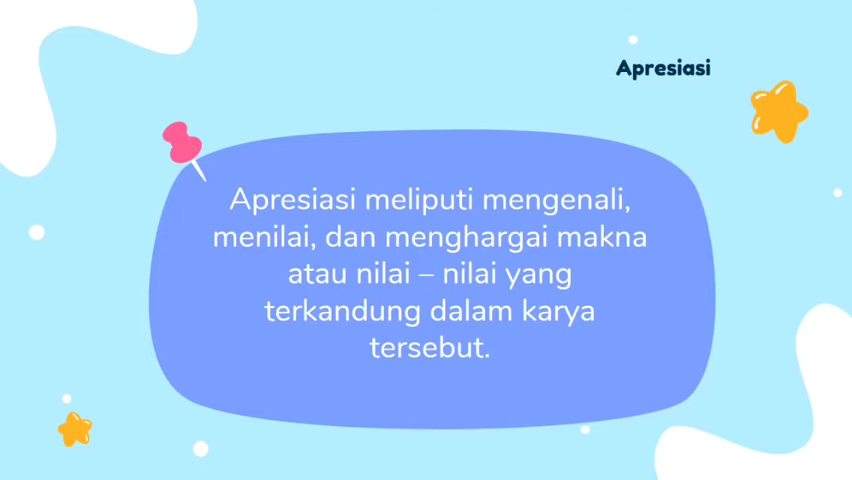 Apresiasi
Apresiasi meliputi mengenali,
menilai, dan menghargai makna
atau nilai – nilai yang
terkandung dalam karya
tersebut.